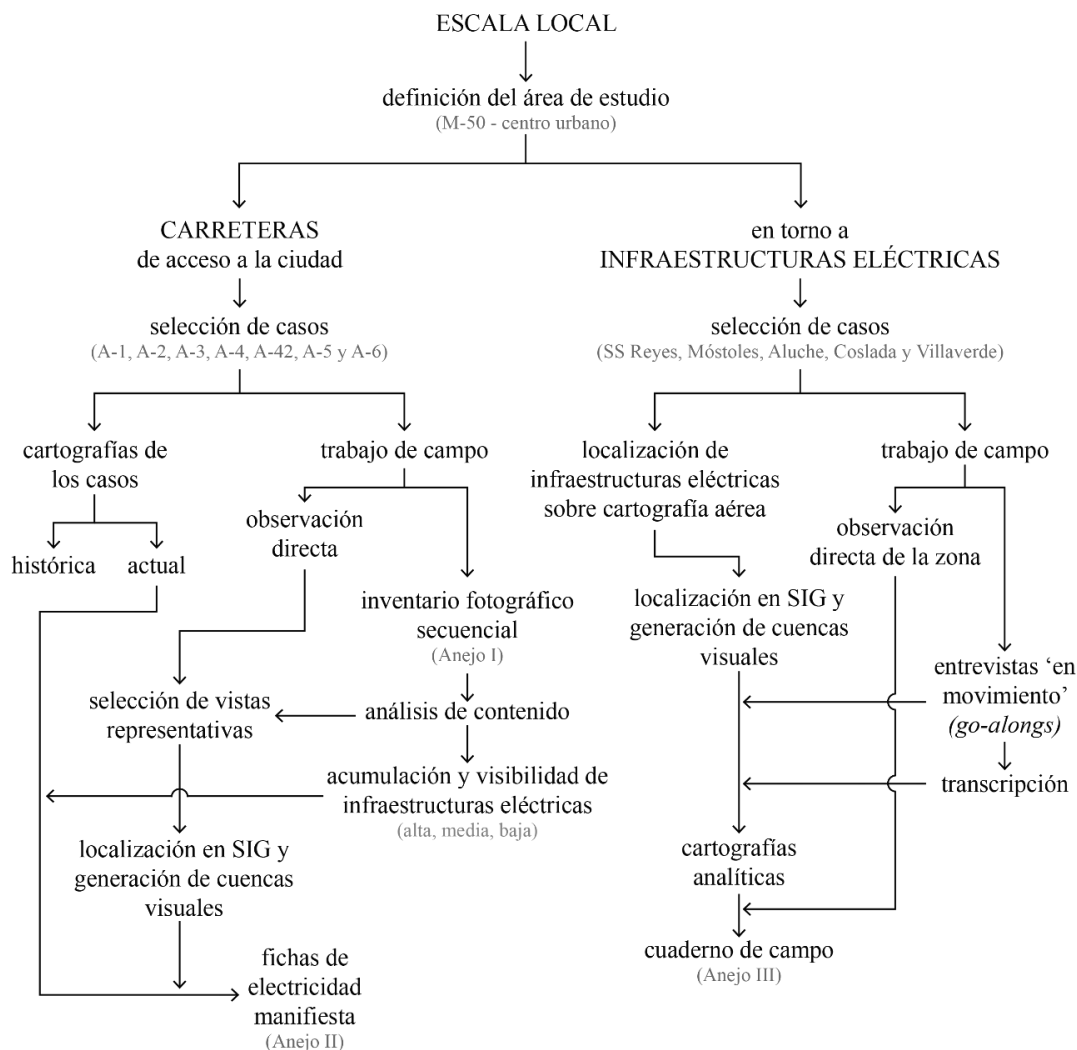 ESCALA LOCAL
definición del área de estudio
(M-50 - centro urbano)
CARRETERAS
de acceso a la ciudad
selección de casos
(A-1, A-2, A-3, A-4, A-42, A-5 y A-6)
cartografías de
los casos
histórica
actual
trabajo de campo
observación
directa
inventario fotográfico
secuencial
(Anejo I)
selección de vistas
representativas
análisis de contenido
acumulación y visibilidad de
infraestructuras eléctricas
(alta, media, baja)
localización en SIG y
generación de cuencas
visuales
fichas de
electricidad
manifiesta
(Anejo II)
en torno a
INFRAESTRUCTURAS ELÉCTRICAS
selección de casos
(SS Reyes, Móstoles, Aluche, Coslada y Villaverde)
localización de
infraestructuras eléctricas
sobre cartografía aérea
trabajo de campo
observación
directa de la zona
localización en SIG y
generación de cuencas
visuales
entrevistas ‘en
movimiento’
(go-alongs)
transcripción
cartografías
analíticas
cuaderno de campo
(Anejo III)